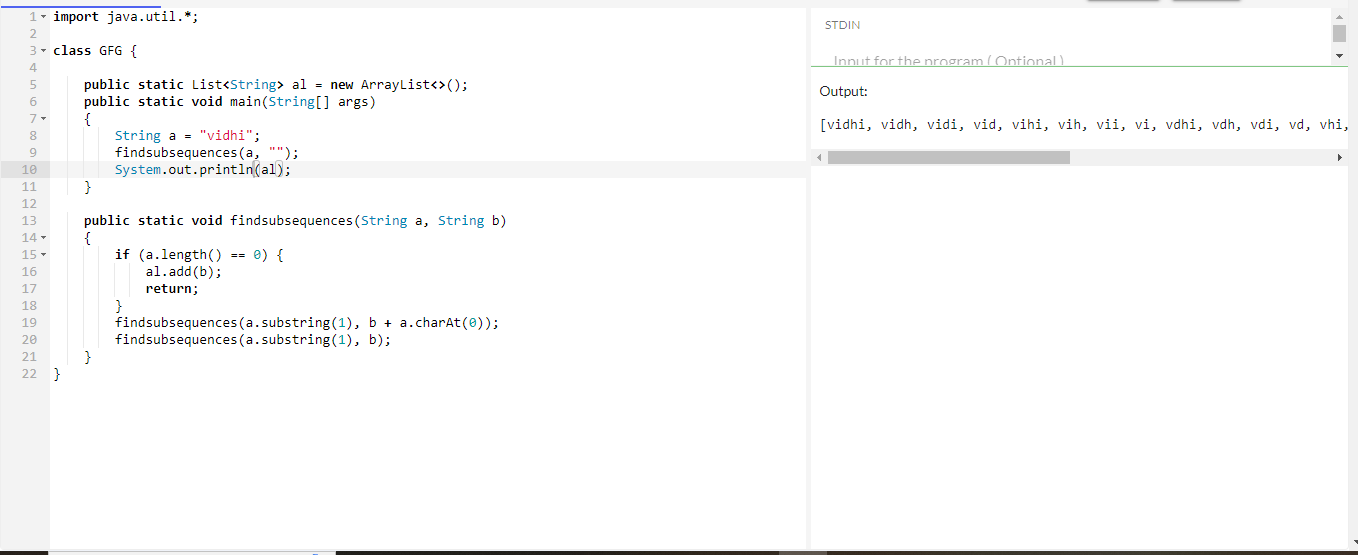 1 import java.util.*;
2
3 class GFG {
4
5 public static List<String> al = new ArrayList<>();
6 public static void main(String[] args)
7 {
8 String a = "vidhi";
9 findsubsequences(a, "");
10 System.out.println(al);
11 }
12
13 public static void findsubsequences(String a, String b)
14 {
15 if (a.length() == 0) {
16 al.add(b);
17 return;
18 }
19 findsubsequences(a.substring(1), b + a.charAt(0));
20 findsubsequences(a.substring(1), b);
21 }
22 }
STDIN
Input for the program ( Optional )
Output:
[vidhi, vidh, vidi, vid, vihi, vih, vii, vi, vdhi, vdh, vdi, vd, vhi,